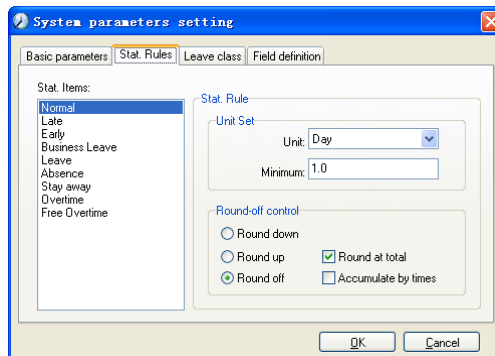 System parameters setting
Basic parameters Stat. Rules Leave class Field definition
Stat. Items:
Normal
Late
Early
Business Leave
Leave
Absence
Stay away
Overtime
Free Overtime
Stat. Rule
Unit Set
Unit: Day
Minimum: 1.0
Round-off control
Round down
Round up Round at total
Round off Accumulate by times
OK Cancel